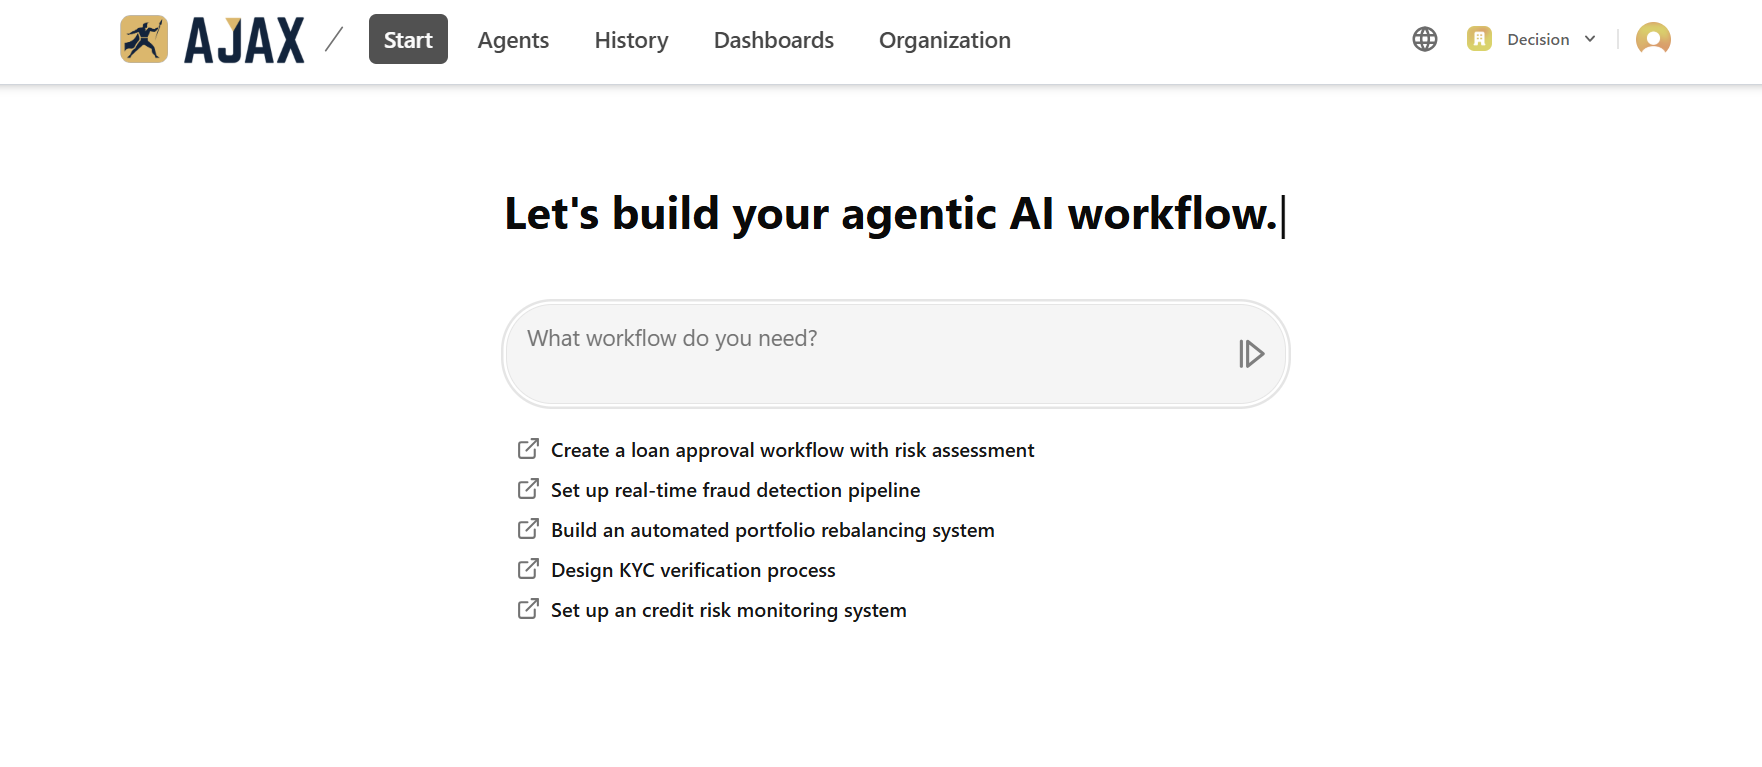 AJAX / Start Agents History Dashboards Organization Decision
Let's build your agentic AI workflow.
What workflow do you need?
Create a loan approval workflow with risk assessment
Set up real-time fraud detection pipeline
Build an automated portfolio rebalancing system
Design KYC verification process
Set up an credit risk monitoring system